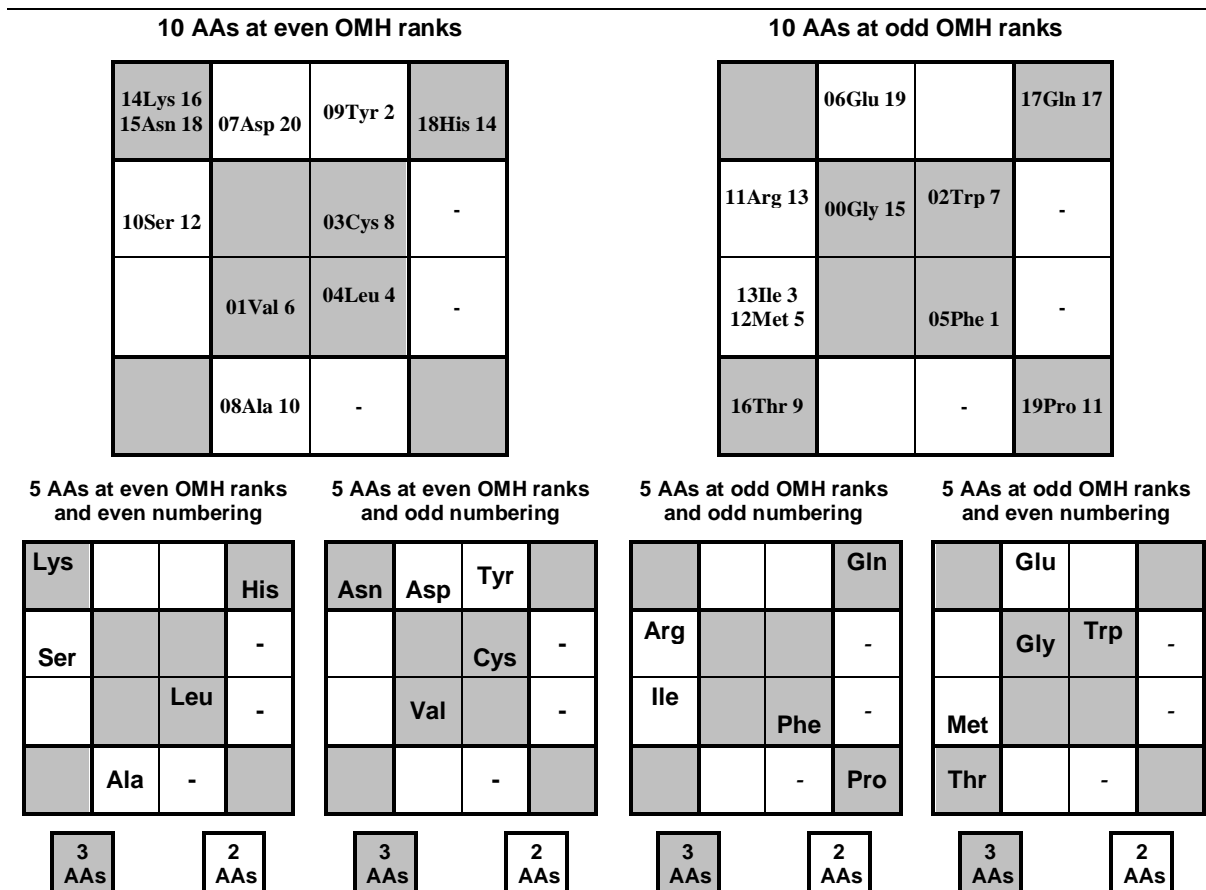 10 AAs at even OMH ranks
10 AAs at odd OMH ranks
14Lys 16
15Asn 18
07Asp 20
09Tyr 2
18His 14
06Glu 19
17Gln 17
10Ser 12
03Cys 8
-
11Arg 13
00Gly 15
02Trp 7
-
01Val 6
04Leu 4
-
13Ile 3
12Met 5
05Phe 1
-
08Ala 10
-
16Thr 9
-
19Pro 11
5 AAs at even OMH ranks
and even numbering
5 AAs at even OMH ranks
and odd numbering
5 AAs at odd OMH ranks
and odd numbering
5 AAs at odd OMH ranks
and even numbering
Lys
His
Ser
-
Leu
-
Ala
-
Asn
Asp
Tyr
Cys
-
Val
-
-
Gln
Arg
-
Ile
Phe
-
-
Pro
Glu
Gly
Trp
-
Met
-
Thr
-
3
AAs
2
AAs
3
AAs
2
AAs
3
AAs
2
AAs
3
AAs
2
AAs